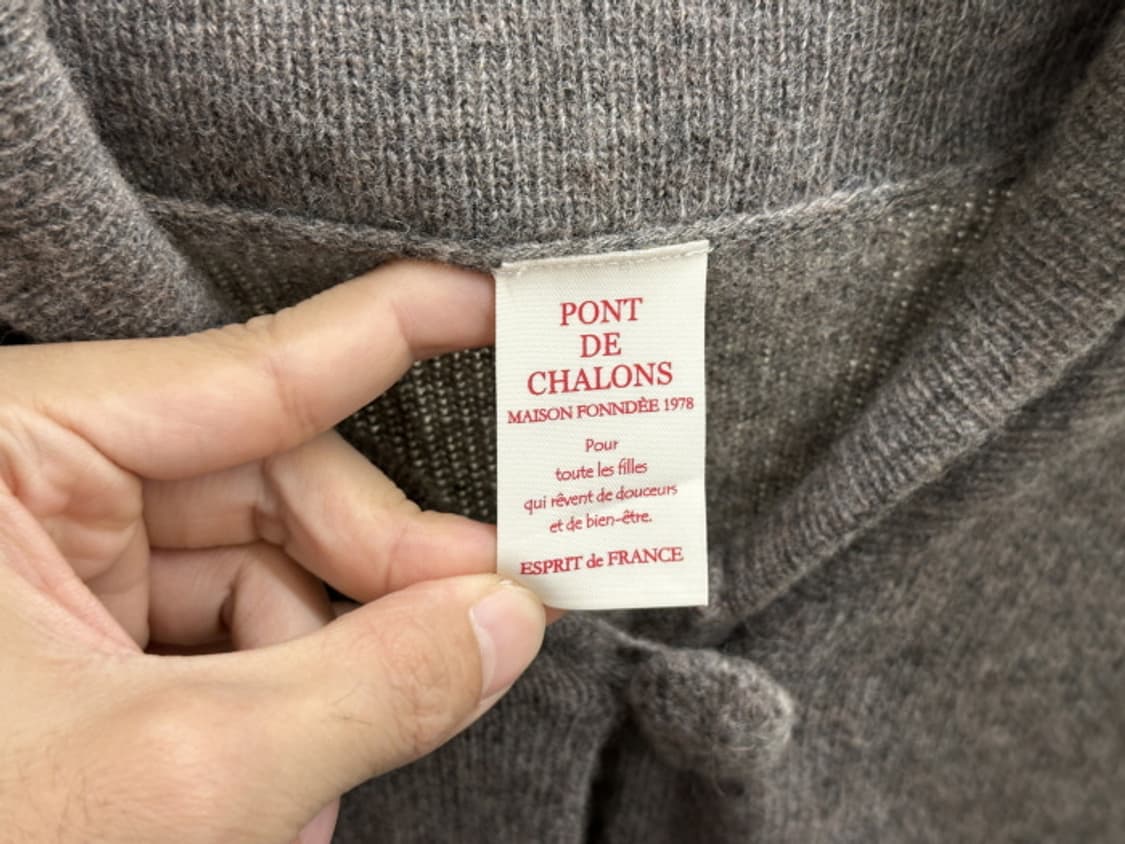 PONT
DE
CHALONS
MAISON FONNDÈE 1978
Pour
toute les filles
qui rêvent de douceurs
et de bien-être.
ESPRIT de FRANCE